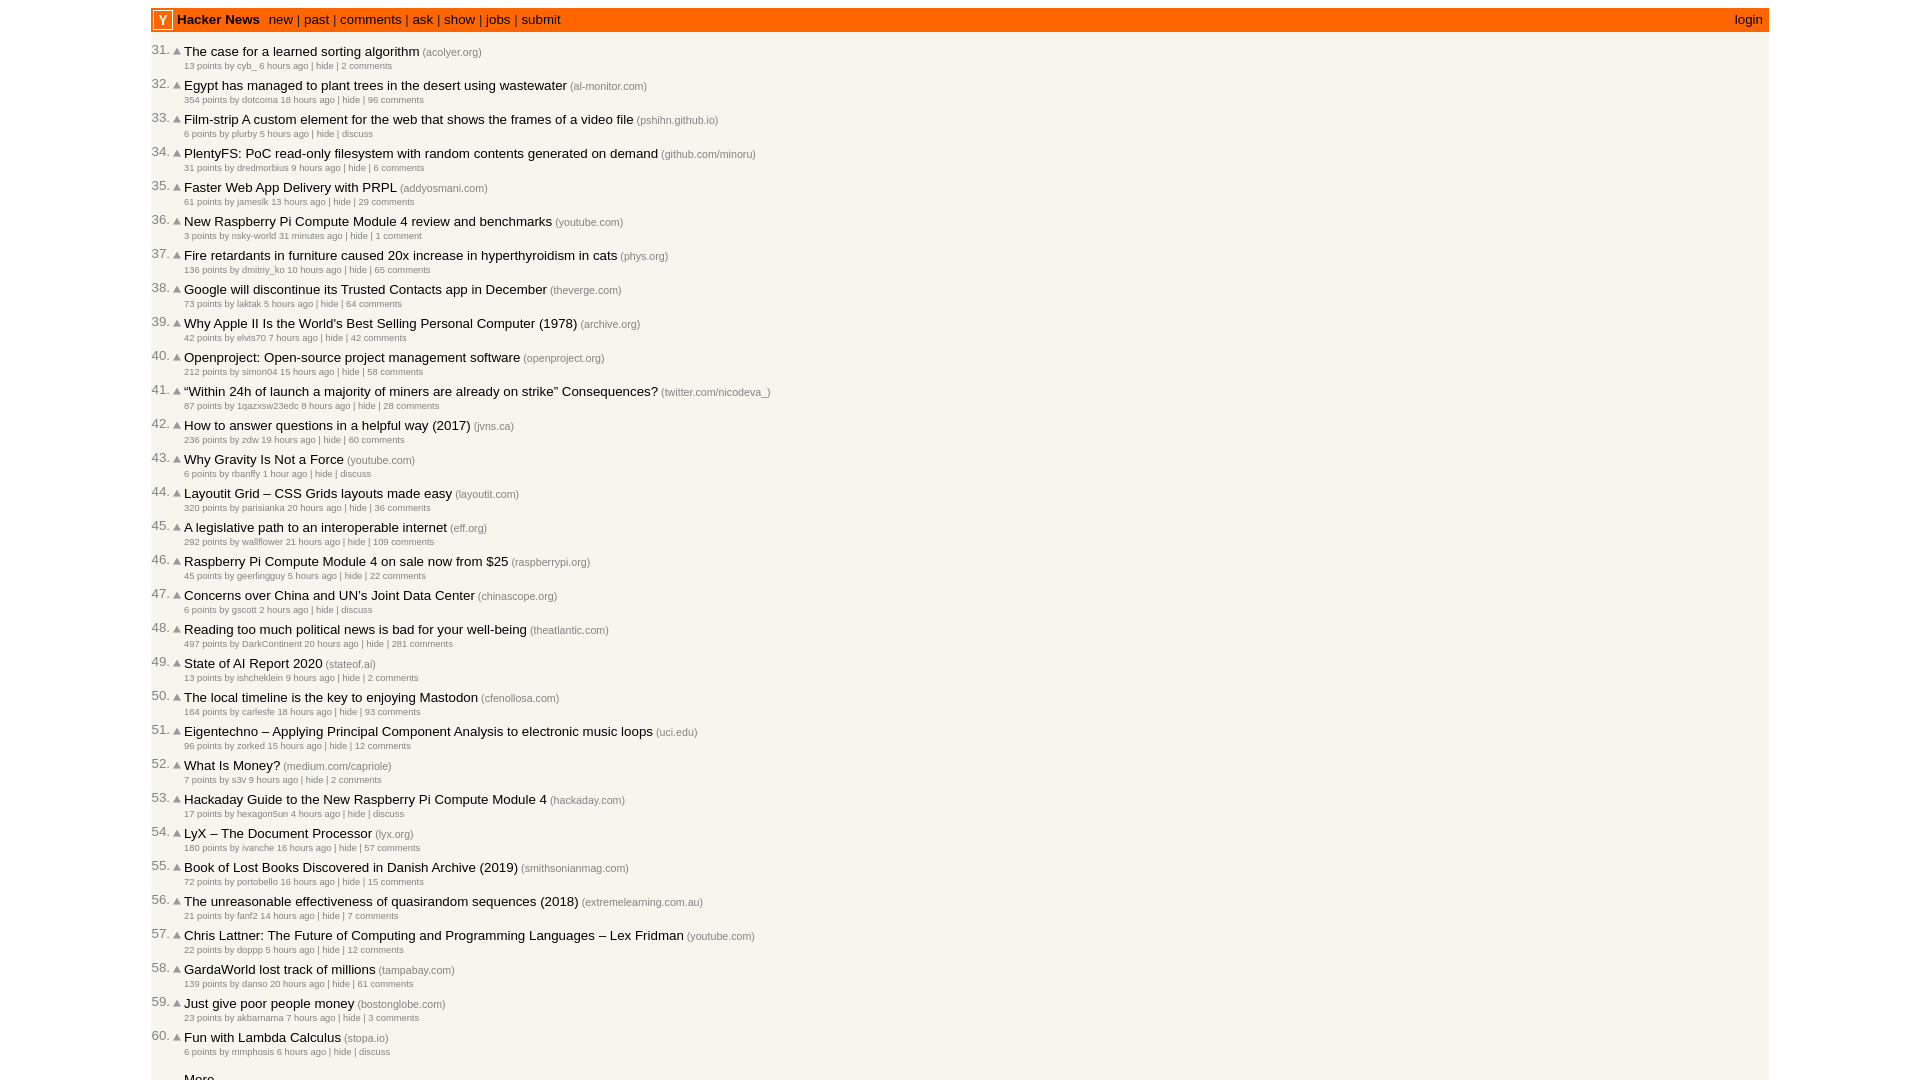 Y Hacker News new | past | comments | ask | show | jobs | submit login
31. The case for a learned sorting algorithm (acolyer.org)
13 points by cyb_ 6 hours ago | hide | 2 comments
32. Egypt has managed to plant trees in the desert using wastewater (al-monitor.com)
354 points by dotcoma 18 hours ago | hide | 96 comments
33. Film-strip A custom element for the web that shows the frames of a video file (pshihn.github.io)
6 points by plurby 5 hours ago | hide | discuss
34. PlentyFS: PoC read-only filesystem with random contents generated on demand (github.com/minoru)
31 points by dredmorbius 9 hours ago | hide | 6 comments
35. Faster Web App Delivery with PRPL (addyosmani.com)
61 points by jameslk 13 hours ago | hide | 29 comments
36. New Raspberry Pi Compute Module 4 review and benchmarks (youtube.com)
3 points by nsky-world 31 minutes ago | hide | 1 comment
37. Fire retardants in furniture caused 20x increase in hyperthyroidism in cats (phys.org)
136 points by dmitriy_ko 10 hours ago | hide | 65 comments
38. Google will discontinue its Trusted Contacts app in December (theverge.com)
73 points by laktak 5 hours ago | hide | 64 comments
39. Why Apple II Is the World's Best Selling Personal Computer (1978) (archive.org)
42 points by elvis70 7 hours ago | hide | 42 comments
40. Openproject: Open-source project management software (openproject.org)
212 points by simon04 15 hours ago | hide | 58 comments
41. “Within 24h of launch a majority of miners are already on strike” Consequences? (twitter.com/nicodeva_)
87 points by 1qazxsw23edc 8 hours ago | hide | 28 comments
42. How to answer questions in a helpful way (2017) (jvns.ca)
236 points by zdw 19 hours ago | hide | 60 comments
43. Why Gravity Is Not a Force (youtube.com)
6 points by rbanffy 1 hour ago | hide | discuss
44. Layoutit Grid – CSS Grids layouts made easy (layoutit.com)
320 points by parisianka 20 hours ago | hide | 36 comments
45. A legislative path to an interoperable internet (eff.org)
292 points by wallflower 21 hours ago | hide | 109 comments
46. Raspberry Pi Compute Module 4 on sale now from $25 (raspberrypi.org)
45 points by geerlingguy 5 hours ago | hide | 22 comments
47. Concerns over China and UN’s Joint Data Center (chinascope.org)
6 points by gscott 2 hours ago | hide | discuss
48. Reading too much political news is bad for your well-being (theatlantic.com)
497 points by DarkContinent 20 hours ago | hide | 281 comments
49. State of AI Report 2020 (stateof.ai)
13 points by ishcheklein 9 hours ago | hide | 2 comments
50. The local timeline is the key to enjoying Mastodon (cfenollosa.com)
164 points by carlesfe 18 hours ago | hide | 93 comments
51. Eigentechno – Applying Principal Component Analysis to electronic music loops (uci.edu)
96 points by zorked 15 hours ago | hide | 12 comments
52. What Is Money? (medium.com/capriole)
7 points by s3v 9 hours ago | hide | 2 comments
53. Hackaday Guide to the New Raspberry Pi Compute Module 4 (hackaday.com)
17 points by hexagon5un 4 hours ago | hide | discuss
54. LyX – The Document Processor (lyx.org)
180 points by ivanche 16 hours ago | hide | 57 comments
55. Book of Lost Books Discovered in Danish Archive (2019) (smithsonianmag.com)
72 points by portobello 16 hours ago | hide | 15 comments
56. The unreasonable effectiveness of quasirandom sequences (2018) (extremelearning.com.au)
21 points by fanf2 14 hours ago | hide | 7 comments
57. Chris Lattner: The Future of Computing and Programming Languages – Lex Fridman (youtube.com)
22 points by doppp 5 hours ago | hide | 12 comments
58. GardaWorld lost track of millions (tampabay.com)
139 points by danso 20 hours ago | hide | 61 comments
59. Just give poor people money (bostonglobe.com)
23 points by akbarnama 7 hours ago | hide | 3 comments
60. Fun with Lambda Calculus (stopa.io)
6 points by mmphosis 6 hours ago | hide | discuss
More